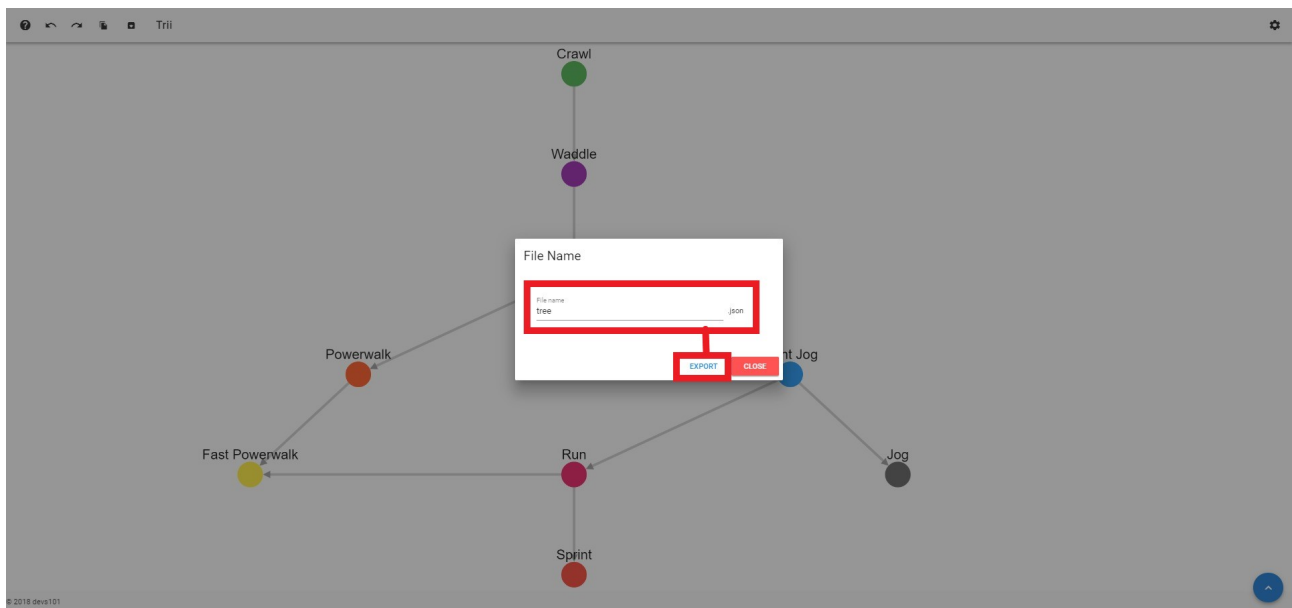 Trii
Crawl
Waddle
File Name
File name
tree .json
EXPORT CLOSE
Powerwalk
nt Jog
Fast Powerwalk
Run
Jog
Sprint
© 2018 devs101